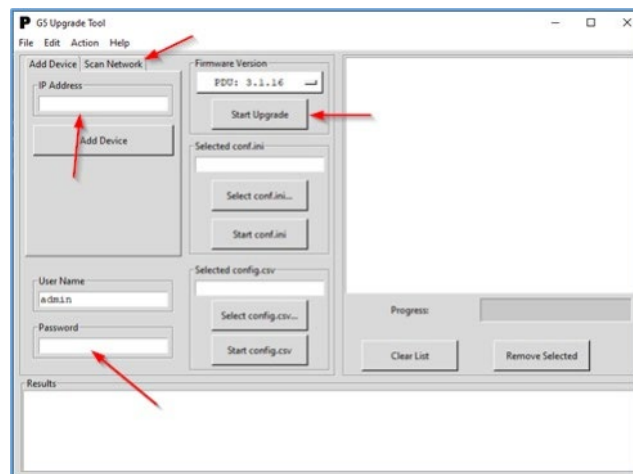 P G5 Upgrade Tool
File Edit Action Help
Add Device Scan Network
IP Address
Add Device
User Name
admin
Password
Firmware Version
PDU: 3.1.16
Start Upgrade
Selected conf.ini
Select conf.ini...
Start conf.ini
Selected config.csv
Select config.csv...
Start config.csv
Progress:
Clear List Remove Selected
Results